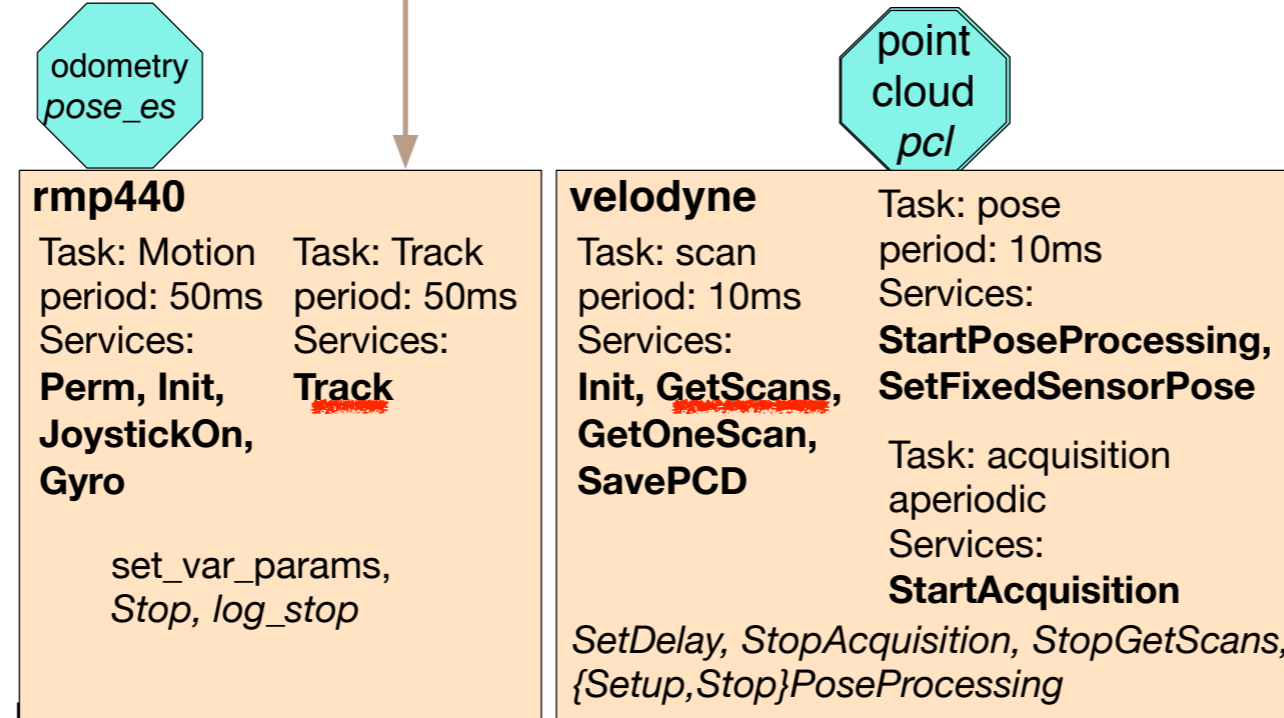 odometry
pose_es
point
cloud
pcl
rmp440
Task: Motion
period: 50ms
Services:
Perm, Init,
JoystickOn,
Gyro
Task: Track
period: 50ms
Services:
Track
set_var_params,
Stop, log_stop
velodyne
Task: scan
period: 10ms
Services:
Init, GetScans,
GetOneScan,
SavePCD
Task: pose
period: 10ms
Services:
StartPoseProcessing,
SetFixedSensorPose
Task: acquisition
aperiodic
Services:
StartAcquisition
SetDelay, StopAcquisition, StopGetScans,
{Setup,Stop}PoseProcessing